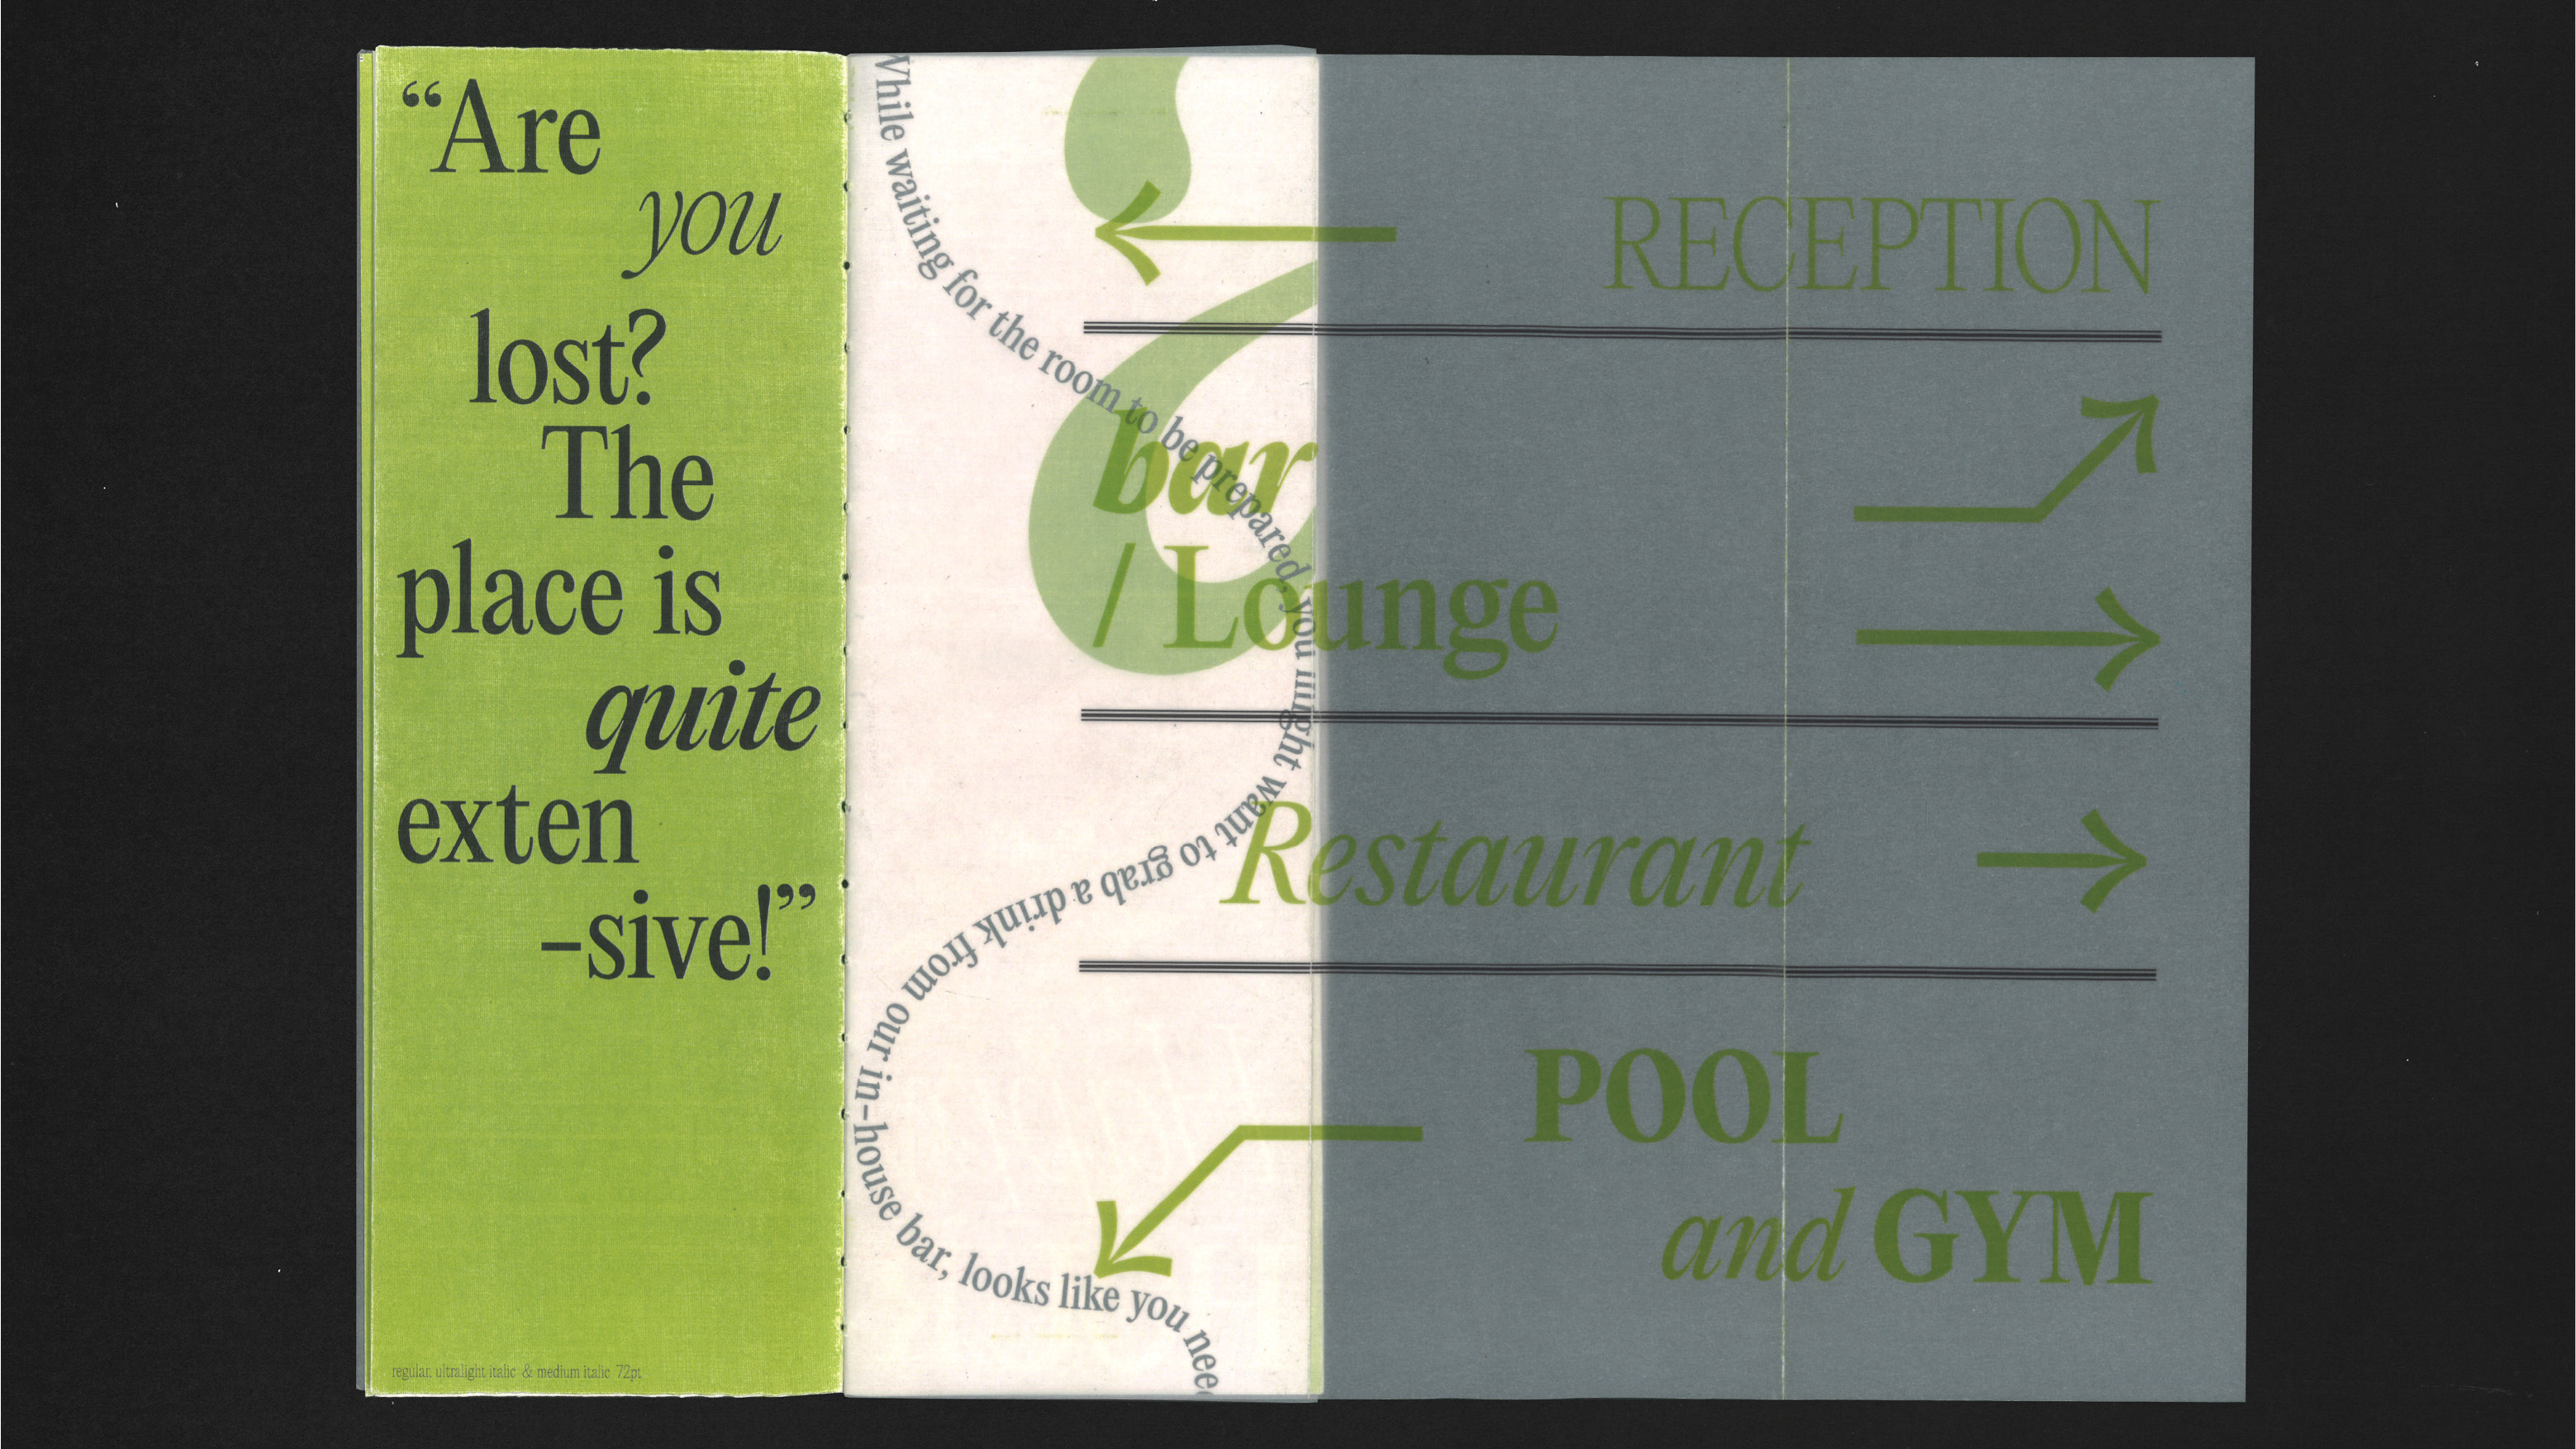 “Are
you
lost?
The
place is
quite
exten
-sive!”
regular, ultralight italic & medium italic 72pt
While waiting for the room to be prepared, you might want to grab a drink from our in-house bar, looks like you nee
RECEPTION
bar
/ Lounge
Restaurant
POOL
and GYM